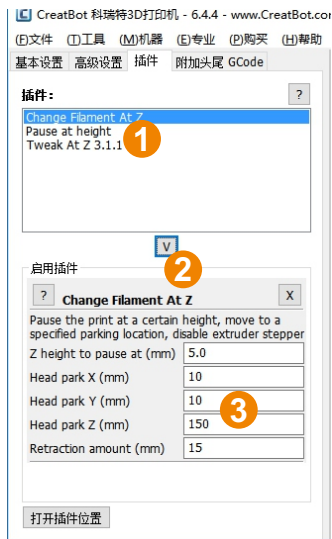 CreatBot 科瑞特3D打印机 - 6.4.4 - www.CreatBot.com
(F)文件 (T)工具 (M)机器 (E)专业 (P)购买 (H)帮助
基本设置 高级设置 插件 附加头尾 GCode
插件: ?
Change Filament At Z
Pause at height
Tweak At Z 3.1.1
1
V
2
启用插件
? Change Filament At Z X
Pause the print at a certain height, move to a
specified parking location, disable extruder stepper
Z height to pause at (mm) 5.0
Head park X (mm) 10
Head park Y (mm) 10
3
Head park Z (mm) 150
Retraction amount (mm) 15
打开插件位置